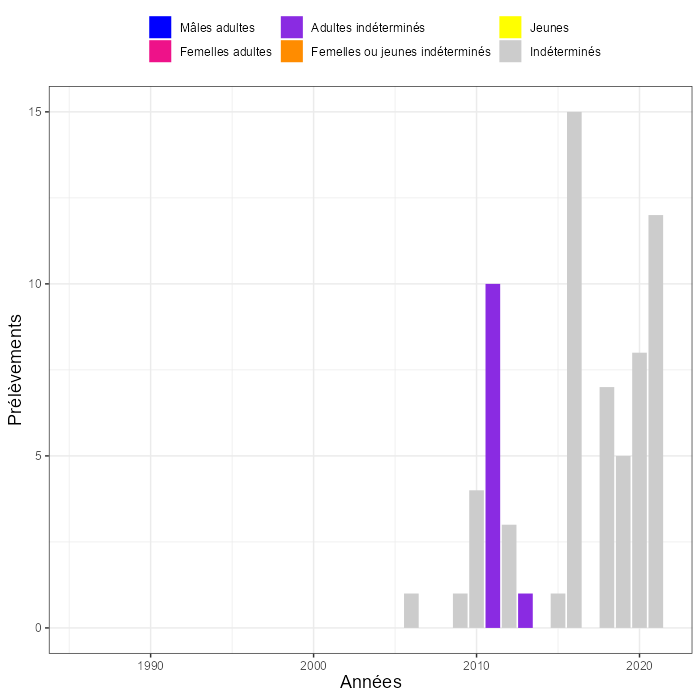 Mâles adultes
Adultes indéterminés
Jeunes
Femelles adultes
Femelles ou jeunes indéterminés
Indéterminés
15
10
5
0
Prélèvements
1990
2000
2010
2020
Années